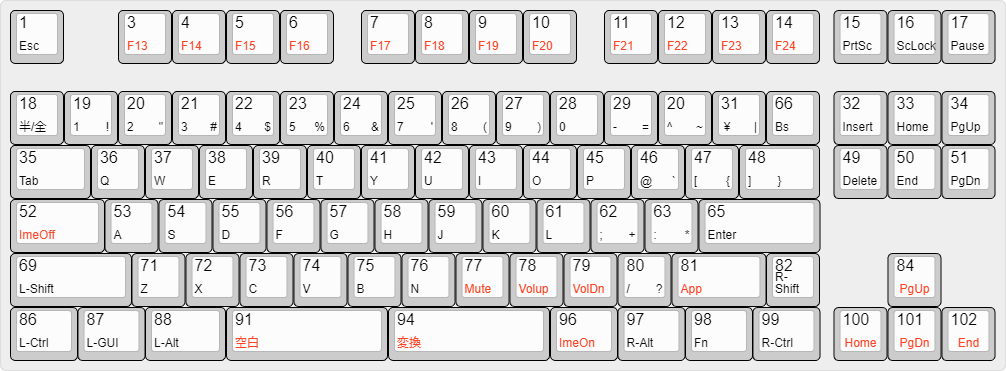 1 3 4 5 6 7 8 9 10 11 12 13 14 15 16 17
Esc F13 F14 F15 F16 F17 F18 F19 F20 F21 F22 F23 F24 PrtSc ScLock Pause
18 19 20 21 22 23 24 25 26 27 28 29 20 31 66 32 33 34
半/全 1 ! 2 " 3 # 4 $ 5 % 6 & 7 ' 8 ( 9 ) 0 - = ^ ~ ¥ | Bs Insert Home PgUp
35 36 37 38 39 40 41 42 43 44 45 46 47 48 49 50 51
Tab Q W E R T Y U I O P @ ` [ { ] } Delete End PgDn
52 53 54 55 56 57 58 59 60 61 62 63 65
ImeOff A S D F G H J K L ; + : * Enter
69 71 72 73 74 75 76 77 78 79 80 81 82 84
L-Shift Z X C V B N Mute Volup VolDn / ? App R-Shift PgUp
86 87 88 91 94 96 97 98 99 100 101 102
L-Ctrl L-GUI L-Alt 空白 変換 ImeOn R-Alt Fn R-Ctrl Home PgDn End